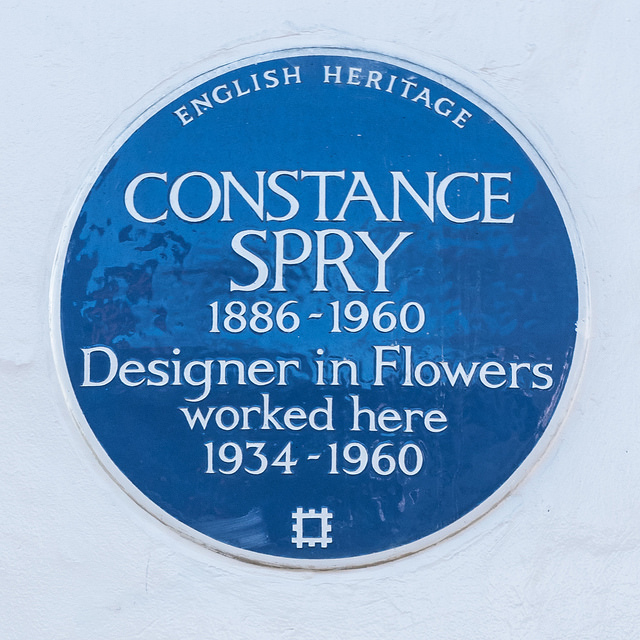 ENGLISH HERITAGE
CONSTANCE
SPRY
1886 - 1960
Designer in Flowers
worked here
1934 - 1960